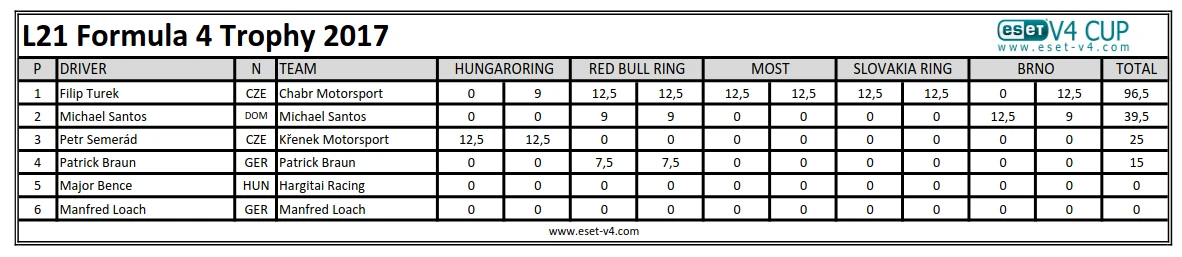 L21 Formula 4 Trophy 2017
eset V4 CUP
www.eset-v4.com
P DRIVER N TEAM HUNGARORING RED BULL RING MOST SLOVAKIA RING BRNO TOTAL
1 Filip Turek CZE Chabr Motorsport 0 9 12,5 12,5 12,5 12,5 12,5 12,5 0 12,5 96,5
2 Michael Santos DOM Michael Santos 0 0 9 9 0 0 0 0 12,5 9 39,5
3 Petr Semerád CZE Křenek Motorsport 12,5 12,5 0 0 0 0 0 0 0 0 25
4 Patrick Braun GER Patrick Braun 0 0 7,5 7,5 0 0 0 0 0 0 15
5 Major Bence HUN Hargitai Racing 0 0 0 0 0 0 0 0 0 0 0
6 Manfred Loach GER Manfred Loach 0 0 0 0 0 0 0 0 0 0 0
www.eset-v4.com